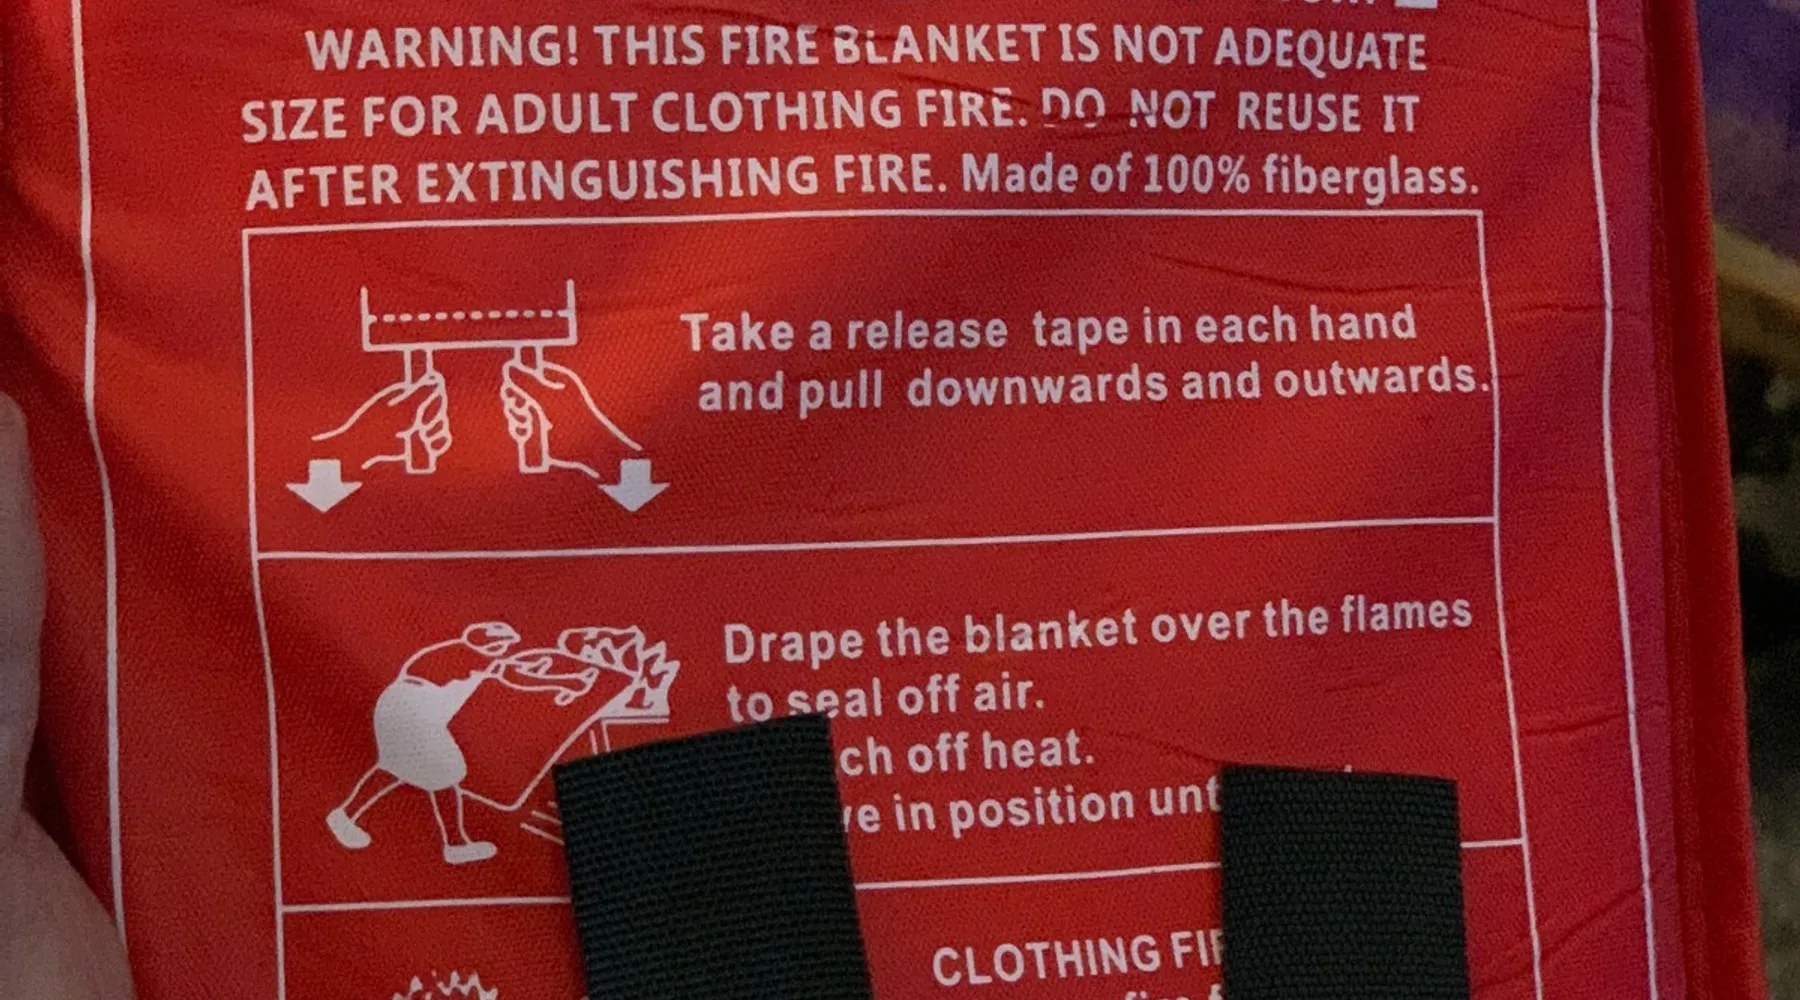 WARNING! THIS FIRE BLANKET IS NOT ADEQUATE
SIZE FOR ADULT CLOTHING FIRE. DO NOT REUSE IT
AFTER EXTINGUISHING FIRE. Made of 100% fiberglass.
Take a release tape in each hand
and pull downwards and outwards.
Drape the blanket over the flames
to seal off air.
off heat.
in position
CLOTHING